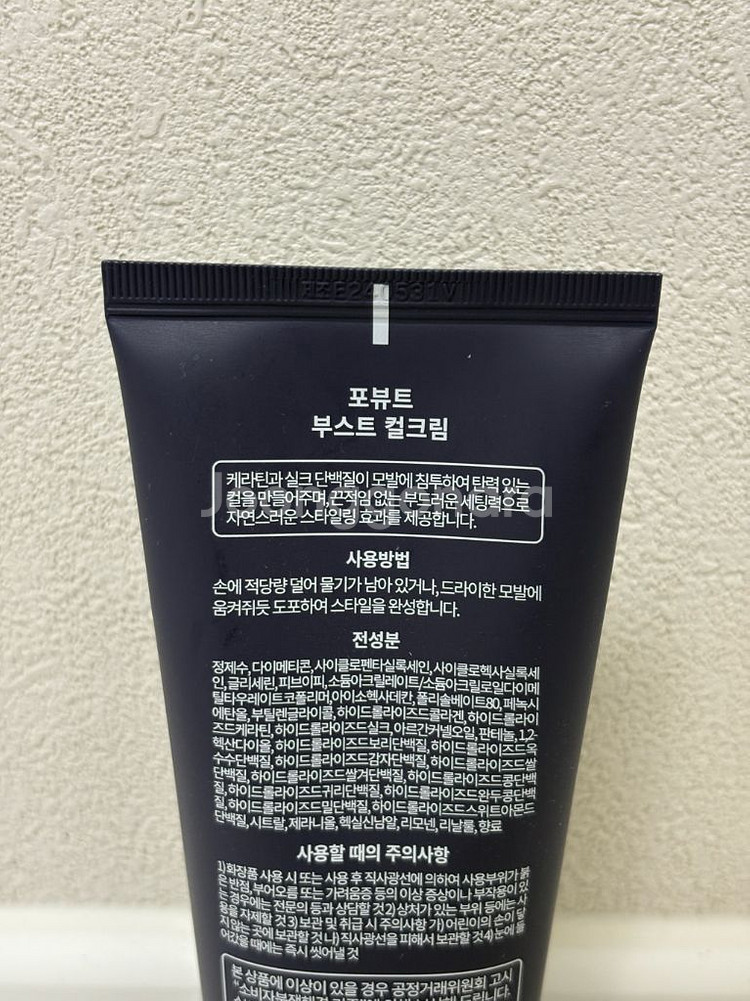 제조E240531V
포뷰트
부스트 컬크림
케라틴과 실크 단백질이 모발에 침투하여 탄력 있는
컬을 만들어주며, 끈적임 없는 부드러운 세팅력으로
자연스러운 스타일링 효과를 제공합니다.
Joonggonara
사용방법
손에 적당량 덜어 물기가 남아 있거나, 드라이한 모발에
움켜쥐듯 도포하여 스타일을 완성합니다.
전성분
정제수, 다이메티콘, 사이클로펜타실록세인, 사이클로헥사실록세
인, 글리세린, 피브이피, 소듐아크릴레이트/소듐아크릴로일다이메
틸타우레이트코폴리머, 아이소헥사데칸, 폴리솔베이트80, 페녹시
에탄올, 부틸렌글라이콜, 하이드롤라이즈드콜라겐, 하이드롤라이
즈드케라틴, 하이드롤라이즈드실크, 아르간커넬오일, 판테놀, 1,2-
헥산다이올, 하이드롤라이즈드보리단백질, 하이드롤라이즈드옥
수수단백질, 하이드롤라이즈드감자단백질, 하이드롤라이즈드쌀
단백질, 하이드롤라이즈드쌀겨단백질, 하이드롤라이즈드콩단백
질, 하이드롤라이즈드귀리단백질, 하이드롤라이즈드완두콩단백
질, 하이드롤라이즈드밀단백질, 하이드롤라이즈드스위트아몬드
단백질, 시트랄, 제라니올, 헥실신남알, 리모넨, 리날룰, 향료
사용할 때의 주의사항
1) 화장품 사용 시 또는 사용 후 직사광선에 의하여 사용부위가 붉
은 반점, 부어오름 또는 가려움증 등의 이상 증상이나 부작용이 있
는 경우에는 전문의 등과 상담할 것 2) 상처가 있는 부위 등에는 사
용을 자제할 것 3) 보관 및 취급 시 주의사항 가) 어린이의 손이 닿
지 않는 곳에 보관할 것 나) 직사광선을 피해서 보관할 것 4) 눈에 들
어갔을 때에는 즉시 씻어낼 것
본 상품에 이상이 있을 경우 공정거래위원회 고시